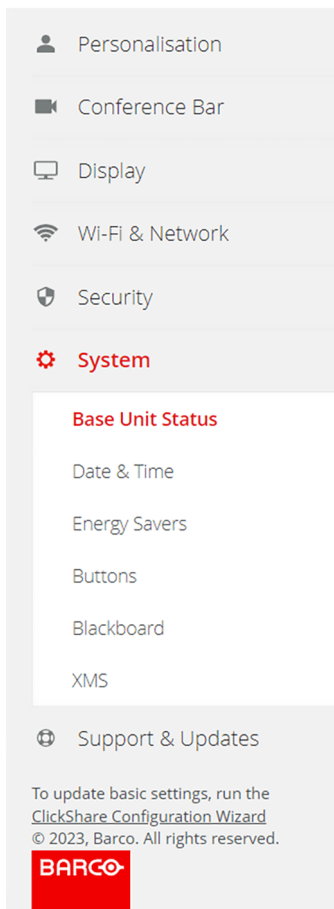 Personalisation
Conference Bar
Display
Wi-Fi & Network
Security
System
Base Unit Status
Date & Time
Energy Savers
Buttons
Blackboard
XMS
Support & Updates
To update basic settings, run the
ClickShare Configuration Wizard
© 2023, Barco. All rights reserved.
BARCO